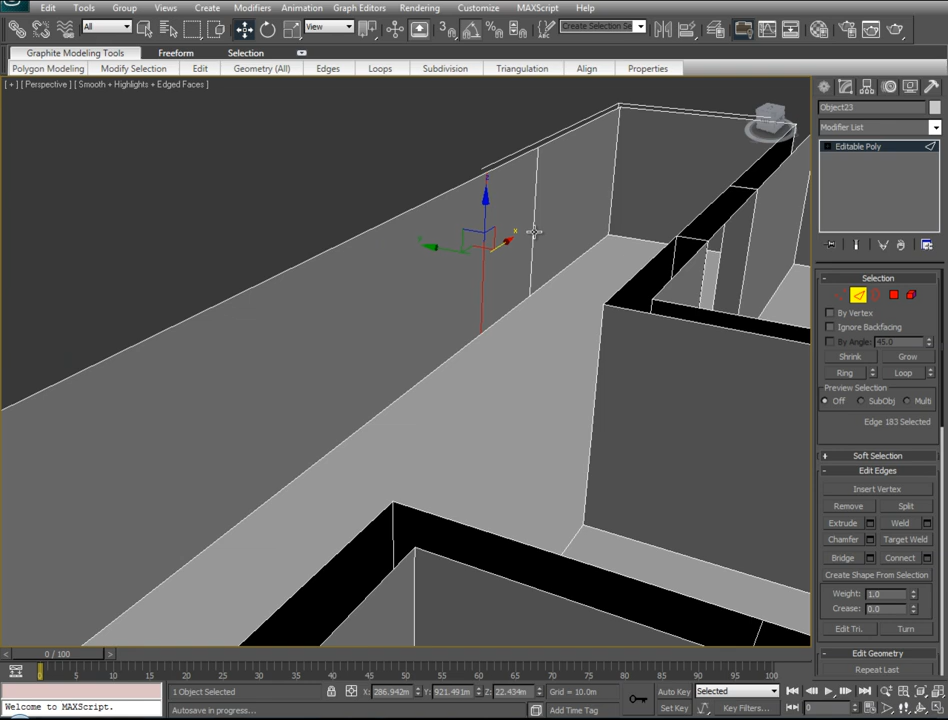 Edit Tools Group Views Create Modifiers Animation Graph Editors Rendering Customize MAXScript Help
All View 3 Create Selection Se
Graphite Modeling Tools Freeform Selection
Polygon Modeling Modify Selection Edit Geometry (All) Edges Loops Subdivision Triangulation Align Properties
[ + ] [ Perspective ] [ Smooth + Highlights + Edged Faces ]
Object23
Modifier List
Editable Poly
z
x
y
- Selection
By Vertex
Ignore Backfacing
By Angle: 45.0
Shrink Grow
Ring Loop
Preview Selection
Off SubObj Multi
Edge 183 Selected
+ Soft Selection
- Edit Edges
Insert Vertex
Remove Split
Extrude Weld
Chamfer Target Weld
Bridge Connect
Create Shape From Selection
Weight: 1.0
Crease: 0.0
Edit Tri. Turn
- Edit Geometry
Repeat Last
< 0 / 100 >
0 5 10 15 20 25 30 35 40 45 50 55 60 65 70 75 80 85 90 95 100
1 Object Selected X: 286.942m Y: 921.491m Z: 22.434m Grid = 10.0m Auto Key Selected
Welcome to MAXScript. Autosave in progress... Add Time Tag Set Key Key Filters... 0